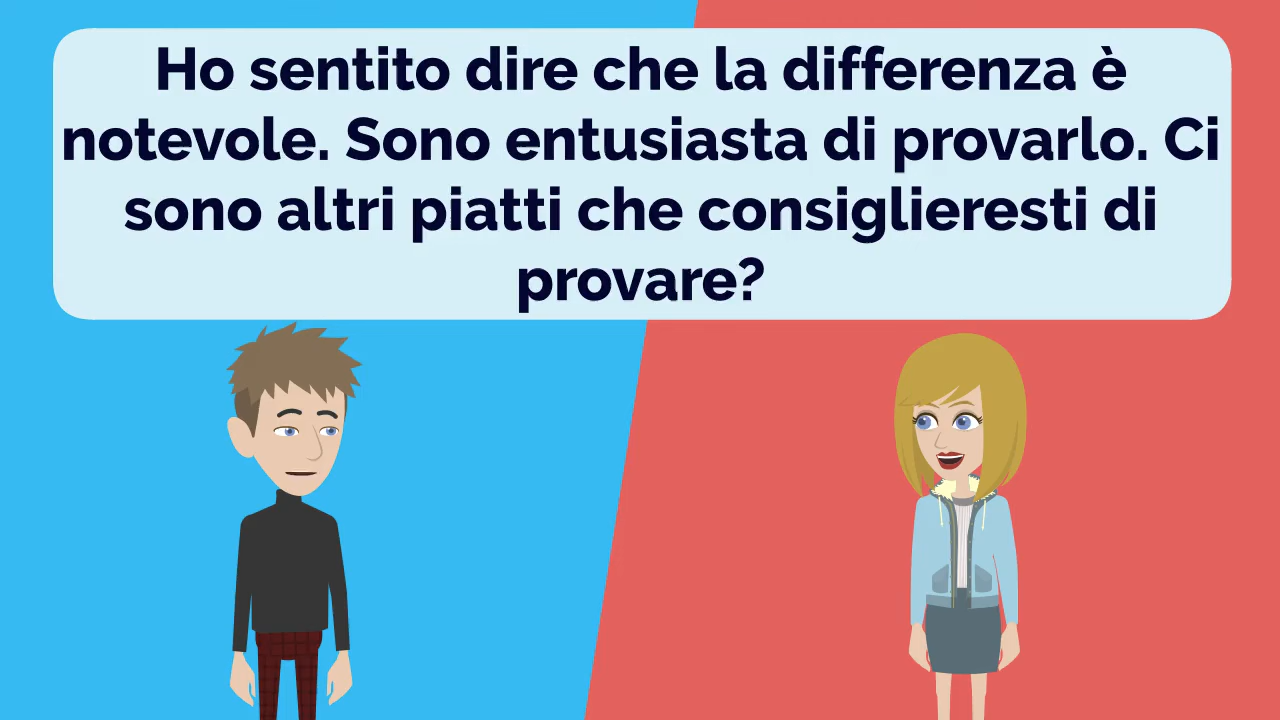 Ho sentito dire che la differenza è
notevole. Sono entusiasta di provarlo. Ci
sono altri piatti che consiglieresti di
provare?